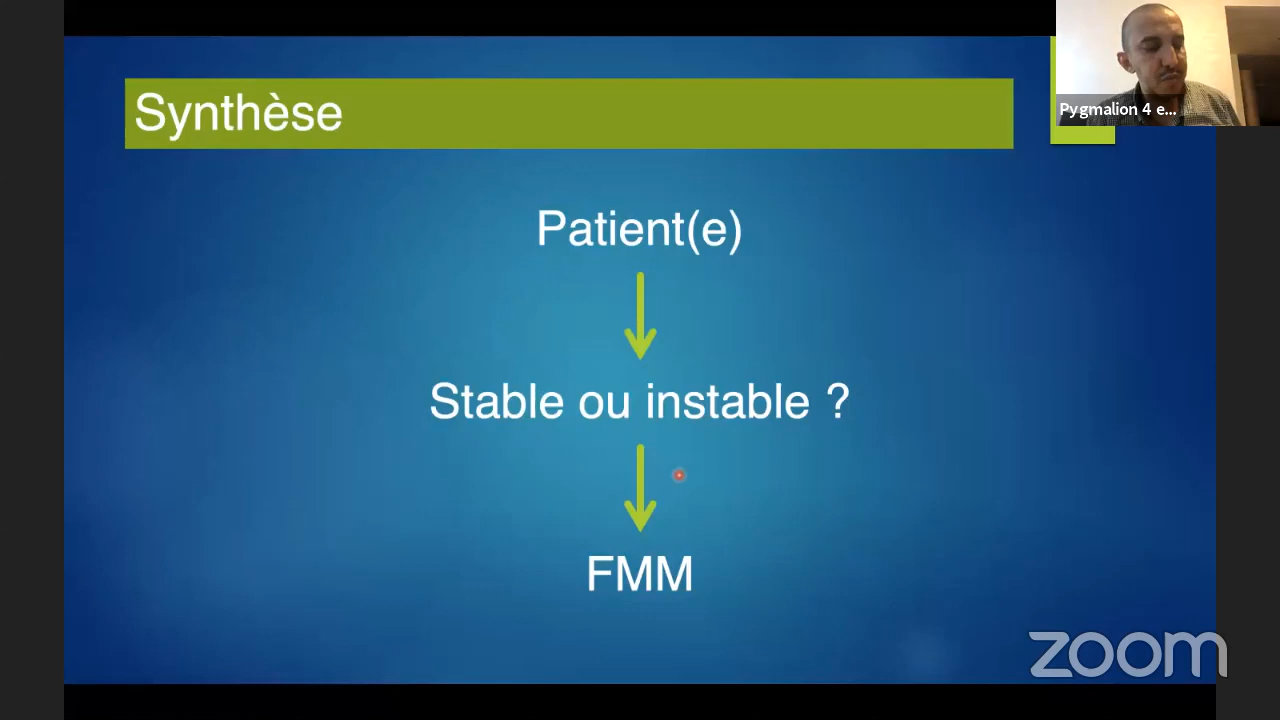 Synthèse
Pygmalion 4 e...
Patient(e)
Stable ou instable ?
FMM
zoom